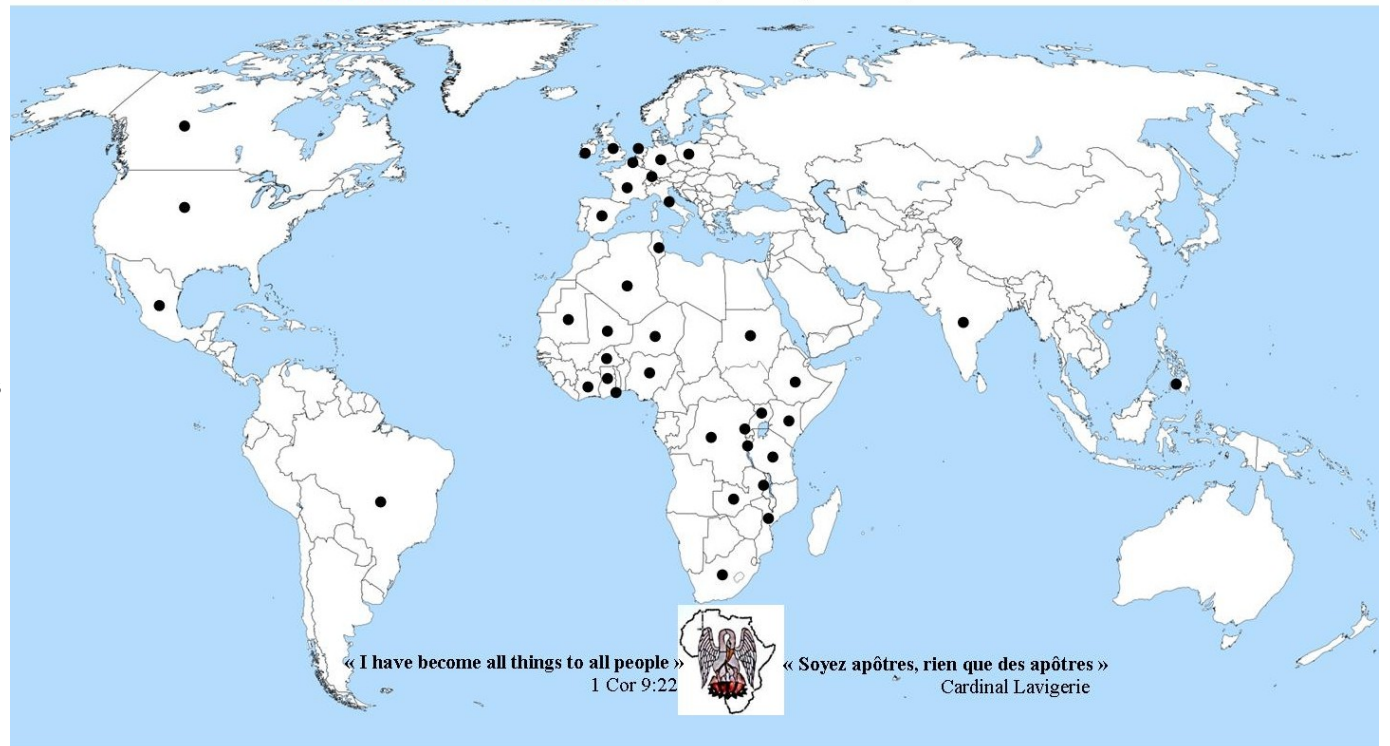 « I have become all things to all people »
1 Cor 9:22
« Soyez apôtres, rien que des apôtres »
Cardinal Lavigerie